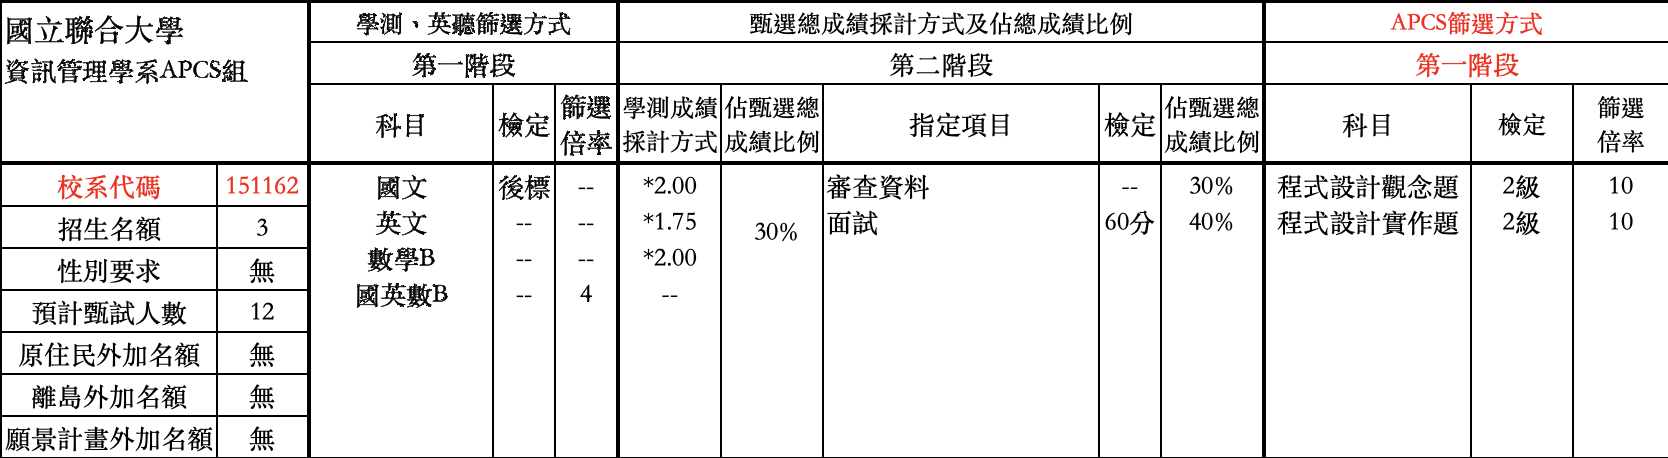 國立聯合大學
資訊管理學系APCS組
學測、英聽篩選方式
甄選總成績採計方式及佔總成績比例
APCS篩選方式
第一階段
第二階段
第一階段
科目
檢定
篩選
倍率
學測成績
採計方式
佔甄選總
成績比例
指定項目
檢定
佔甄選總
成績比例
科目
檢定
篩選
倍率
校系代碼 151162
招生名額 3
性別要求 無
預計甄試人數 12
原住民外加名額 無
離島外加名額 無
願景計畫外加名額 無
國文 後標 -- *2.00
英文 -- -- *1.75
數學B -- -- *2.00
國英數B -- 4 --
30%
審查資料 -- 30%
面試 60分 40%
程式設計觀念題 2級 10
程式設計實作題 2級 10